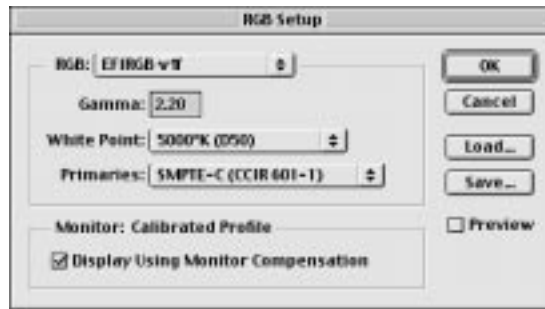 RGB Setup
RGB: EFIRGB
Gamma: 2.20
White Point: 5000°K (D50)
Primaries: SMPTE-C (CCIR 601-1)
Monitor: Calibrated Profile
Display Using Monitor Compensation
OK
Cancel
Load...
Save...
Preview